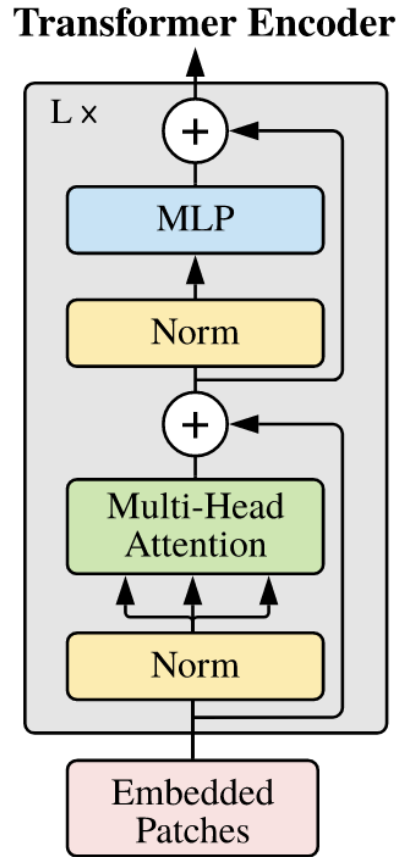 Transformer Encoder
L ×
+
MLP
Norm
+
Multi-Head
Attention
Norm
Embedded
Patches